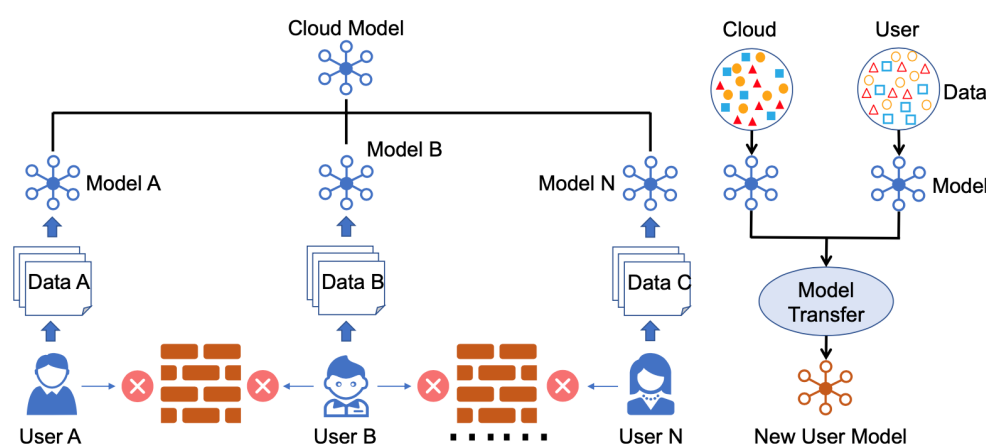 Cloud Model
Model A
Model B
Model N
Data A
Data B
Data C
User A
User B
User N
Cloud
User
Data
Model
Model
Transfer
New User Model